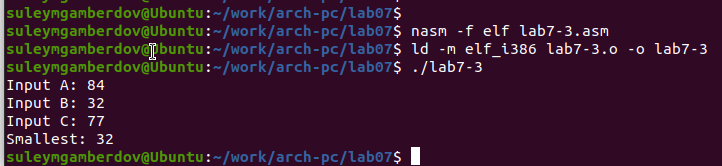 suleymgamberdov@Ubuntu:~/work/arch-pc/lab07$
suleymgamberdov@Ubuntu:~/work/arch-pc/lab07$ nasm -f elf lab7-3.asm
suleymgamberdov@Ubuntu:~/work/arch-pc/lab07$ ld -m elf_i386 lab7-3.o -o lab7-3
suleymgamberdov@Ubuntu:~/work/arch-pc/lab07$ ./lab7-3
Input A: 84
Input B: 32
Input C: 77
Smallest: 32
suleymgamberdov@Ubuntu:~/work/arch-pc/lab07$